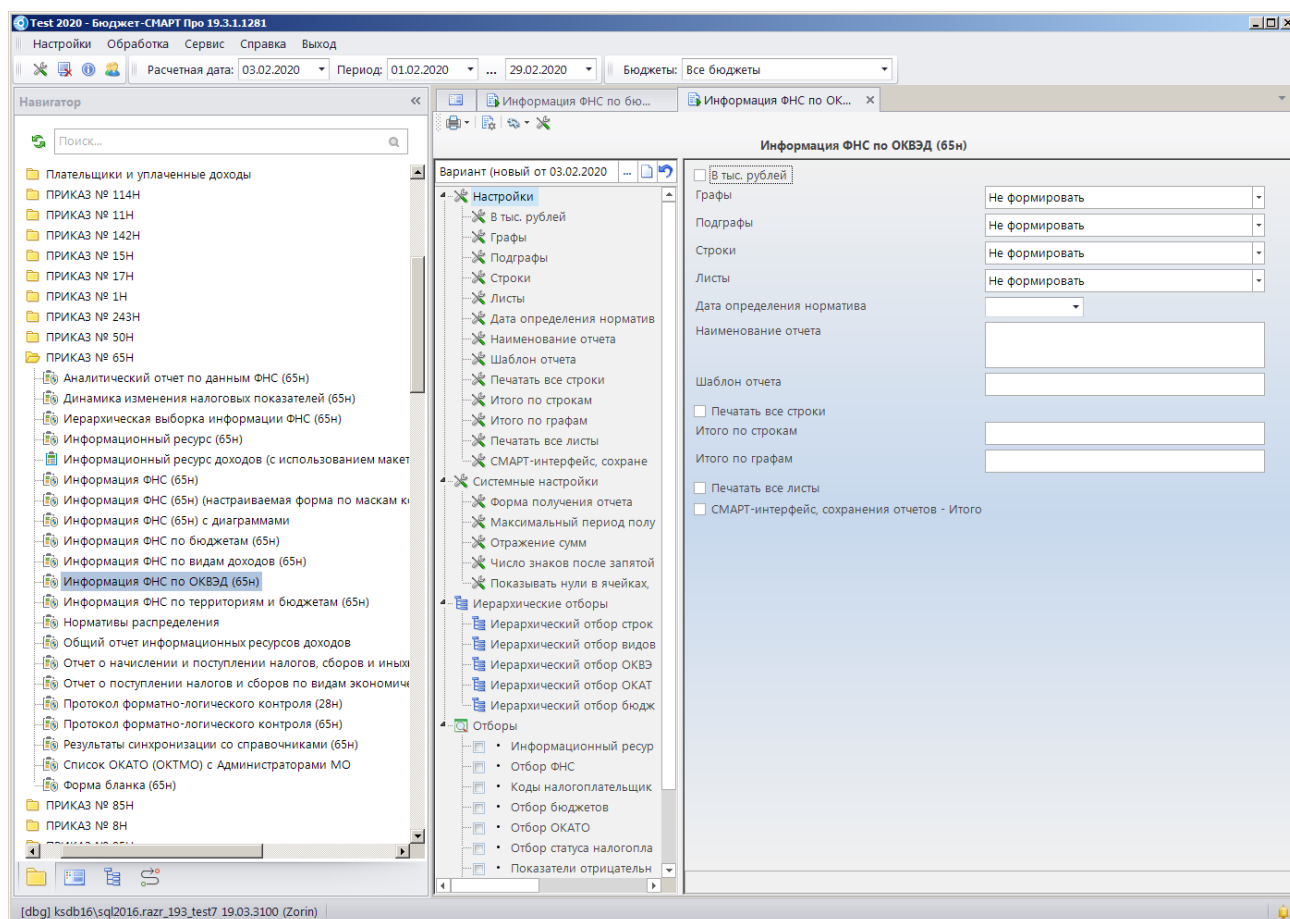 Test 2020 - Бюджет-СМАРТ Про 19.3.1.1281
Настройки Обработка Сервис Справка Выход
Расчетная дата: 03.02.2020 Период: 01.02.2020 ... 29.02.2020 Бюджеты: Все бюджеты
Навигатор
Поиск...
Плательщики и уплаченные доходы
ПРИКАЗ № 114Н
ПРИКАЗ № 11Н
ПРИКАЗ № 142Н
ПРИКАЗ № 15Н
ПРИКАЗ № 17Н
ПРИКАЗ № 1Н
ПРИКАЗ № 243Н
ПРИКАЗ № 50Н
ПРИКАЗ № 65Н
Аналитический отчет по данным ФНС (65н)
Динамика изменения налоговых показателей (65н)
Иерархическая выборка информации ФНС (65н)
Информационный ресурс (65н)
Информационный ресурс доходов (с использованием макет
Информация ФНС (65н)
Информация ФНС (65н) (настраиваемая форма по маскам к
Информация ФНС (65н) с диаграммами
Информация ФНС по бюджетам (65н)
Информация ФНС по видам доходов (65н)
Информация ФНС по ОКВЭД (65н)
Информация ФНС по территориям и бюджетам (65н)
Нормативы распределения
Общий отчет информационных ресурсов доходов
Отчет о начислении и поступлении налогов, сборов и иных
Отчет о поступлении налогов и сборов по видам экономиче
Протокол форматно-логического контроля (28н)
Протокол форматно-логического контроля (65н)
Результаты синхронизации со справочниками (65н)
Список ОКАТО (ОКТМО) с Администраторами МО
Форма бланка (65н)
ПРИКАЗ № 85Н
ПРИКАЗ № 8Н
Информация ФНС по бю...
Информация ФНС по ОК...
Информация ФНС по ОКВЭД (65н)
Вариант (новый от 03.02.2020 ...
Настройки
В тыс. рублей
Графы
Подграфы
Строки
Листы
Дата определения норматив
Наименование отчета
Шаблон отчета
Печатать все строки
Итого по строкам
Итого по графам
Печатать все листы
СМАРТ-интерфейс, сохране
Системные настройки
Форма получения отчета
Максимальный период полу
Отражение сумм
Число знаков после запятой
Показывать нули в ячейках,
Иерархические отборы
Иерархический отбор строк
Иерархический отбор видов
Иерархический отбор ОКВЭ
Иерархический отбор ОКАТ
Иерархический отбор бюдж
Отборы
• Информационный ресур
• Отбор ФНС
• Коды налогоплательщик
• Отбор бюджетов
• Отбор ОКАТО
• Отбор статуса налогопла
• Показатели отрицательн
В тыс. рублей
Графы Не формировать
Подграфы Не формировать
Строки Не формировать
Листы Не формировать
Дата определения норматива
Наименование отчета
Шаблон отчета
Печатать все строки
Итого по строкам
Итого по графам
Печатать все листы
СМАРТ-интерфейс, сохранения отчетов - Итого
[dbg] ksdb16\sql2016.razr_193_test7 19.03.3100 (Zorin)